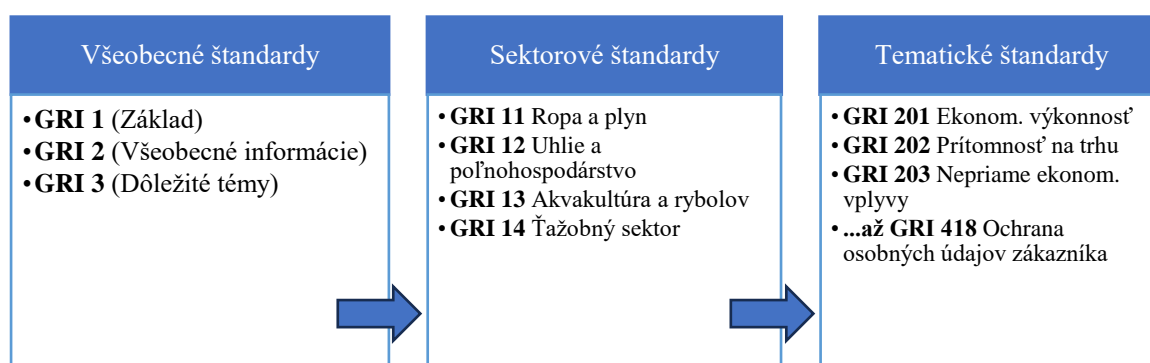 Všeobecné štandardy
•GRI 1 (Základ)
•GRI 2 (Všeobecné informácie)
•GRI 3 (Dôležité témy)
Sektorové štandardy
•GRI 11 Ropa a plyn
•GRI 12 Uhlie a
poľnohospodárstvo
•GRI 13 Akvakultúra a rybolov
•GRI 14 Ťažobný sektor
Tematické štandardy
•GRI 201 Ekonom. výkonnosť
•GRI 202 Prítomnosť na trhu
•GRI 203 Nepriame ekonom.
vplyvy
•...až GRI 418 Ochrana
osobných údajov zákazníka